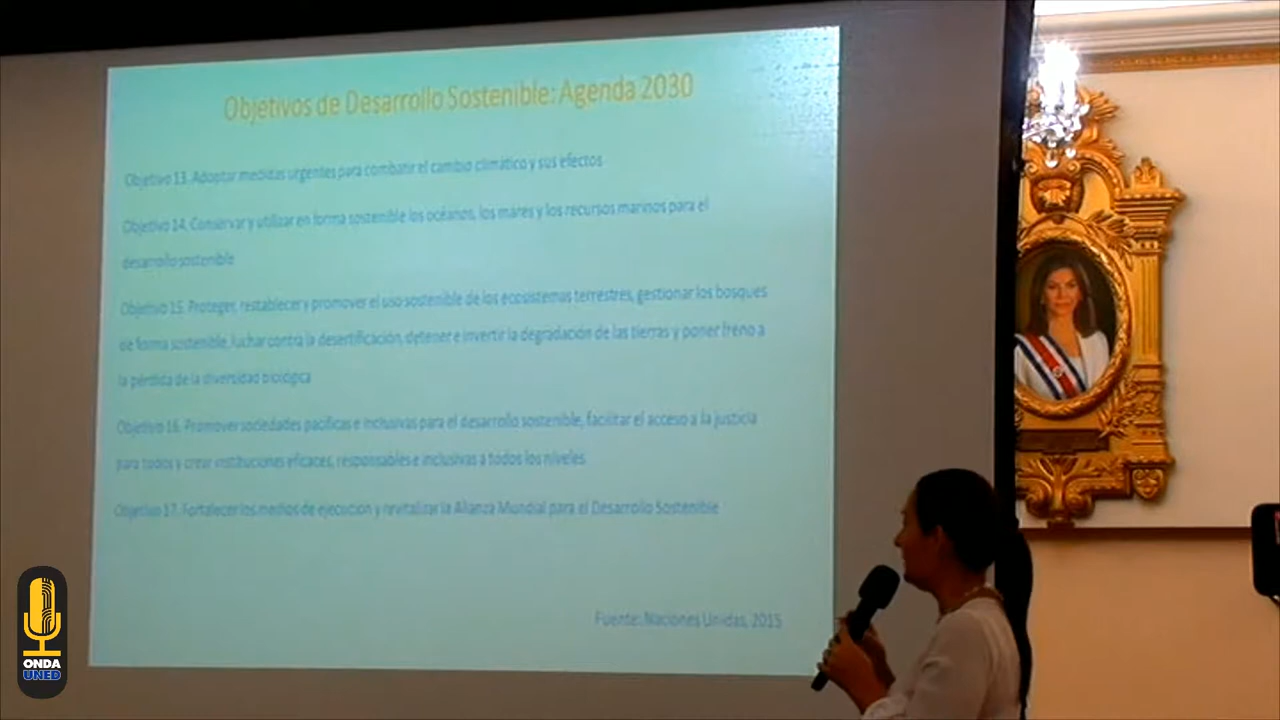 Objetivos de Desarrollo Sostenible: Agenda 2030
Objetivo 13. Adoptar medidas urgentes para combatir el cambio climático y sus efectos
Objetivo 14. Conservar y utilizar en forma sostenible los océanos, los mares y los recursos marinos para el
desarrollo sostenible
Objetivo 15. Proteger, restablecer y promover el uso sostenible de los ecosistemas terrestres, gestionar los bosques
de forma sostenible, luchar contra la desertificación, detener e invertir la degradación de las tierras y poner freno a
la pérdida de la diversidad biológica
Objetivo 16. Promover sociedades pacíficas e inclusivas para el desarrollo sostenible, facilitar el acceso a la justicia
para todos y crear instituciones eficaces, responsables e inclusivas a todos los niveles
Objetivo 17. Fortalecer los medios de ejecución y revitalizar la Alianza Mundial para el Desarrollo Sostenible
Fuente: Naciones Unidas, 2015
ONDA
UNED